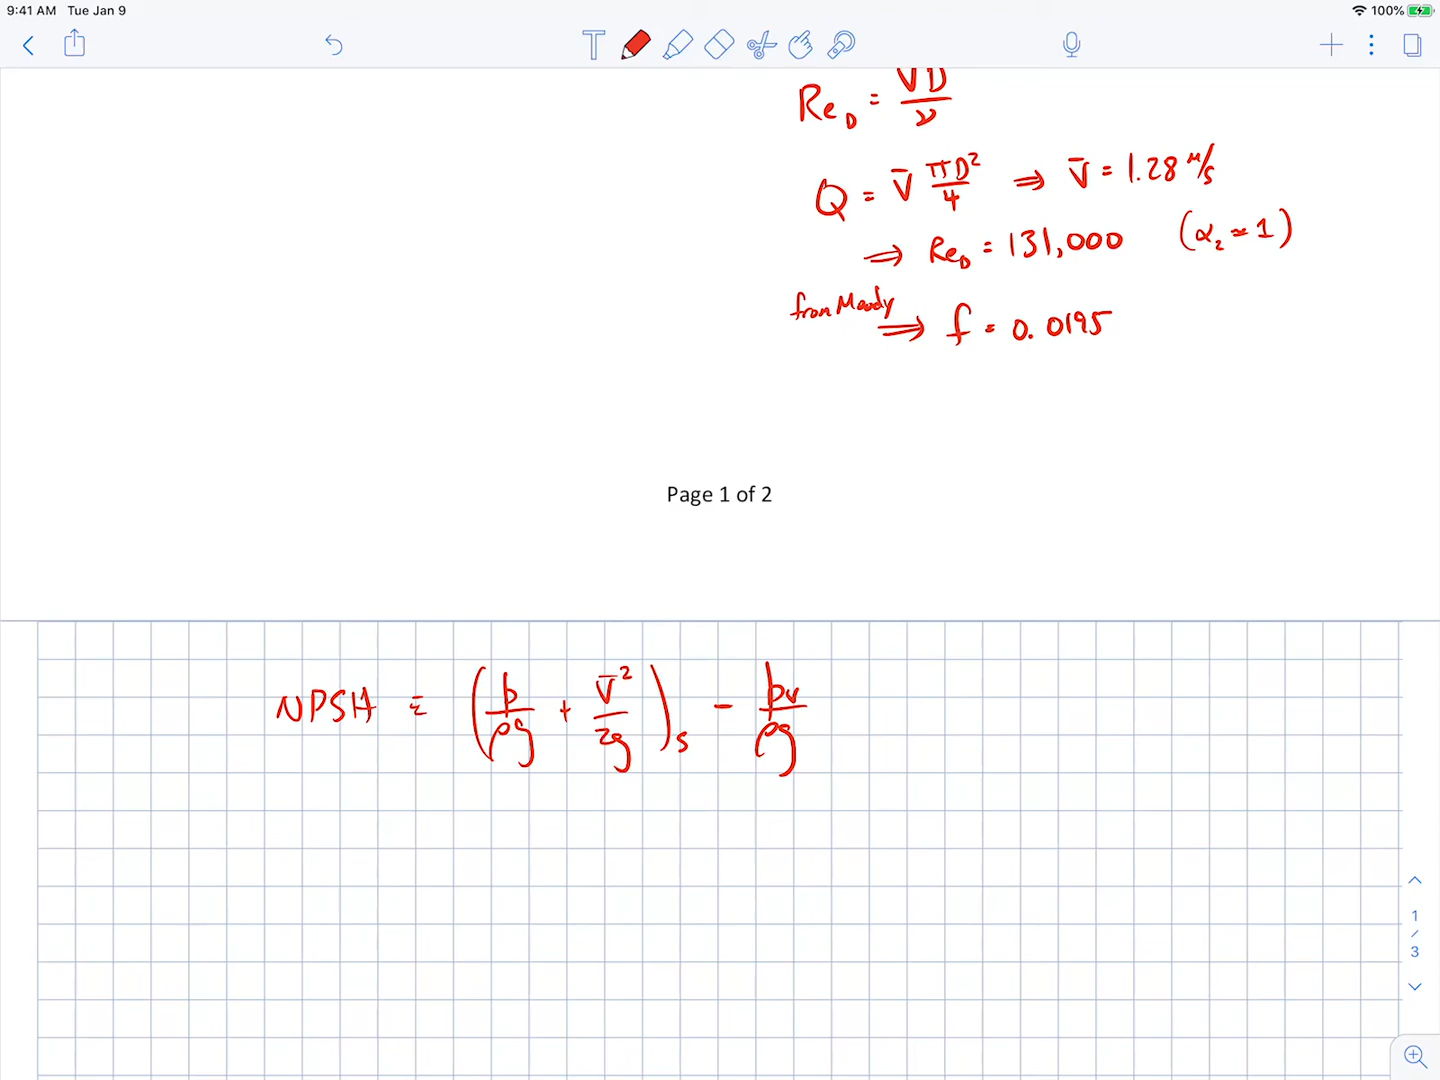 9:41 AM Tue Jan 9
100%
T
Re_D = V̄D/ν
Q = V̄ πD²/4 ⇒ V̄ = 1.28 m/s
⇒ Re_D = 131,000 (α₂ ≈ 1)
from Moody ⇒ f = 0.0195
Page 1 of 2
NPSH ≡ (p/ρg + V̄²/2g)_s - p_v/ρg
1
/
3